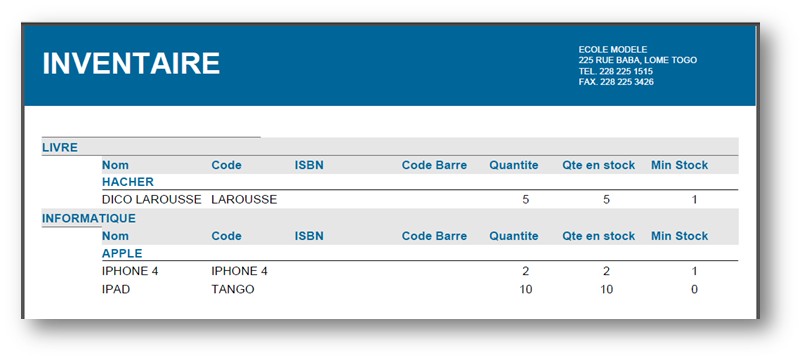 INVENTAIRE
ECOLE MODELE
225 RUE BABA, LOME TOGO
TEL. 228 225 1515
FAX. 228 225 3426
LIVRE
Nom Code ISBN Code Barre Quantite Qte en stock Min Stock
HACHER
DICO LAROUSSE LAROUSSE 5 5 1
INFORMATIQUE
Nom Code ISBN Code Barre Quantite Qte en stock Min Stock
APPLE
IPHONE 4 IPHONE 4 2 2 1
IPAD TANGO 10 10 0